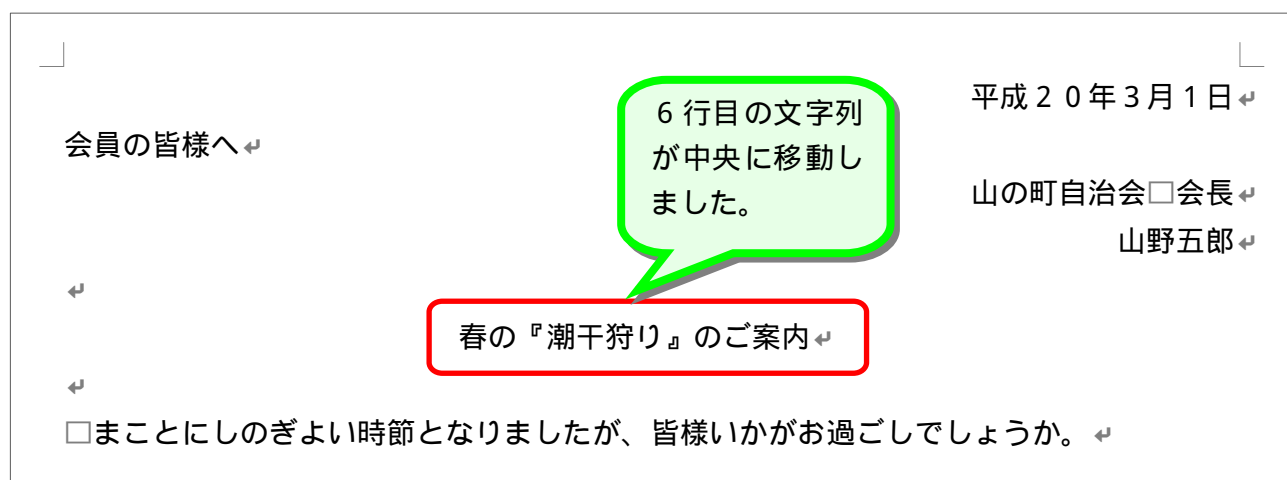 平成２０年３月１日↵
会員の皆様へ↵
６行目の文字列
が中央に移動し
ました。
山の町自治会□会長↵
山野五郎↵
↵
春の『潮干狩り』のご案内↵
↵
□まことにしのぎよい時節となりましたが、皆様いかがお過ごしでしょうか。↵